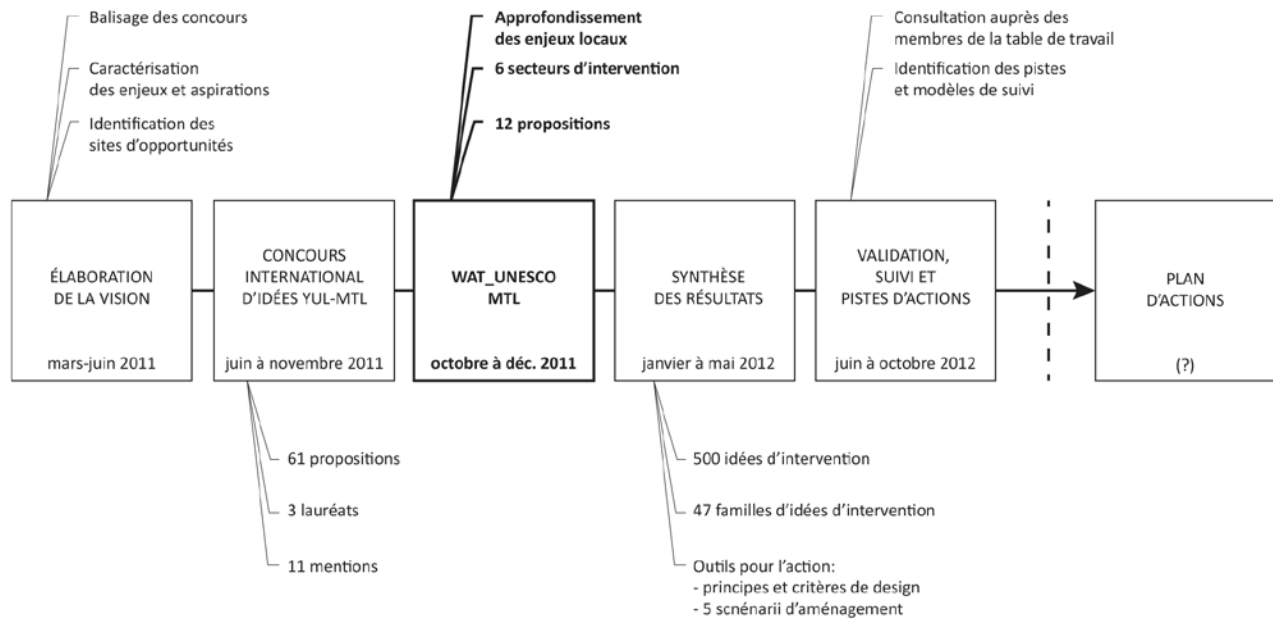 Balisage des concours
Caractérisation
des enjeux et aspirations
Identification des
sites d'opportunités
Approfondissement
des enjeux locaux
6 secteurs d'intervention
12 propositions
Consultation auprès des
membres de la table de travail
Identification des pistes
et modèles de suivi
ÉLABORATION
DE LA VISION
mars-juin 2011
CONCOURS
INTERNATIONAL
D'IDÉES YUL-MTL
juin à novembre 2011
WAT_UNESCO
MTL
octobre à déc. 2011
SYNTHÈSE
DES RÉSULTATS
janvier à mai 2012
VALIDATION,
SUIVI ET
PISTES D'ACTIONS
juin à octobre 2012
PLAN
D'ACTIONS
(?)
61 propositions
3 lauréats
11 mentions
500 idées d'intervention
47 familles d'idées d'intervention
Outils pour l'action:
- principes et critères de design
- 5 scnénarii d'aménagement